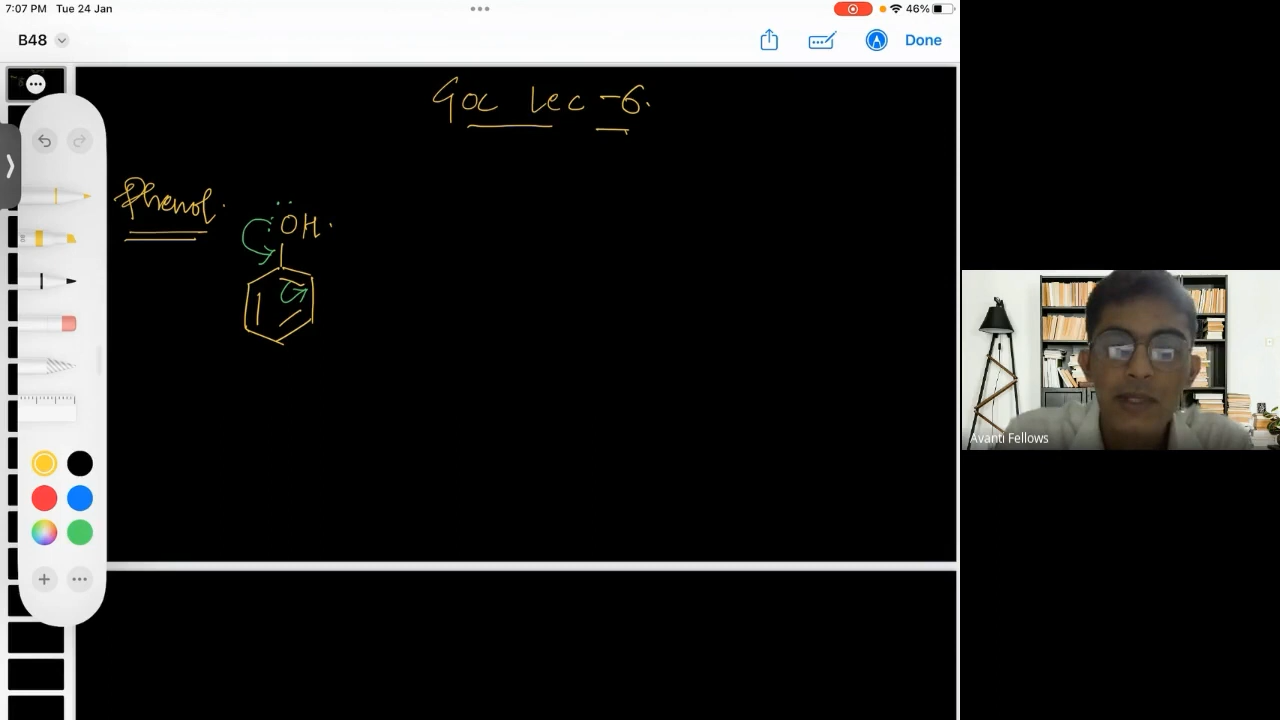 7:07 PM Tue 24 Jan
46%
B48
Done
Goc Lec -6.
Phenol.
:OH.
Avanti Fellows